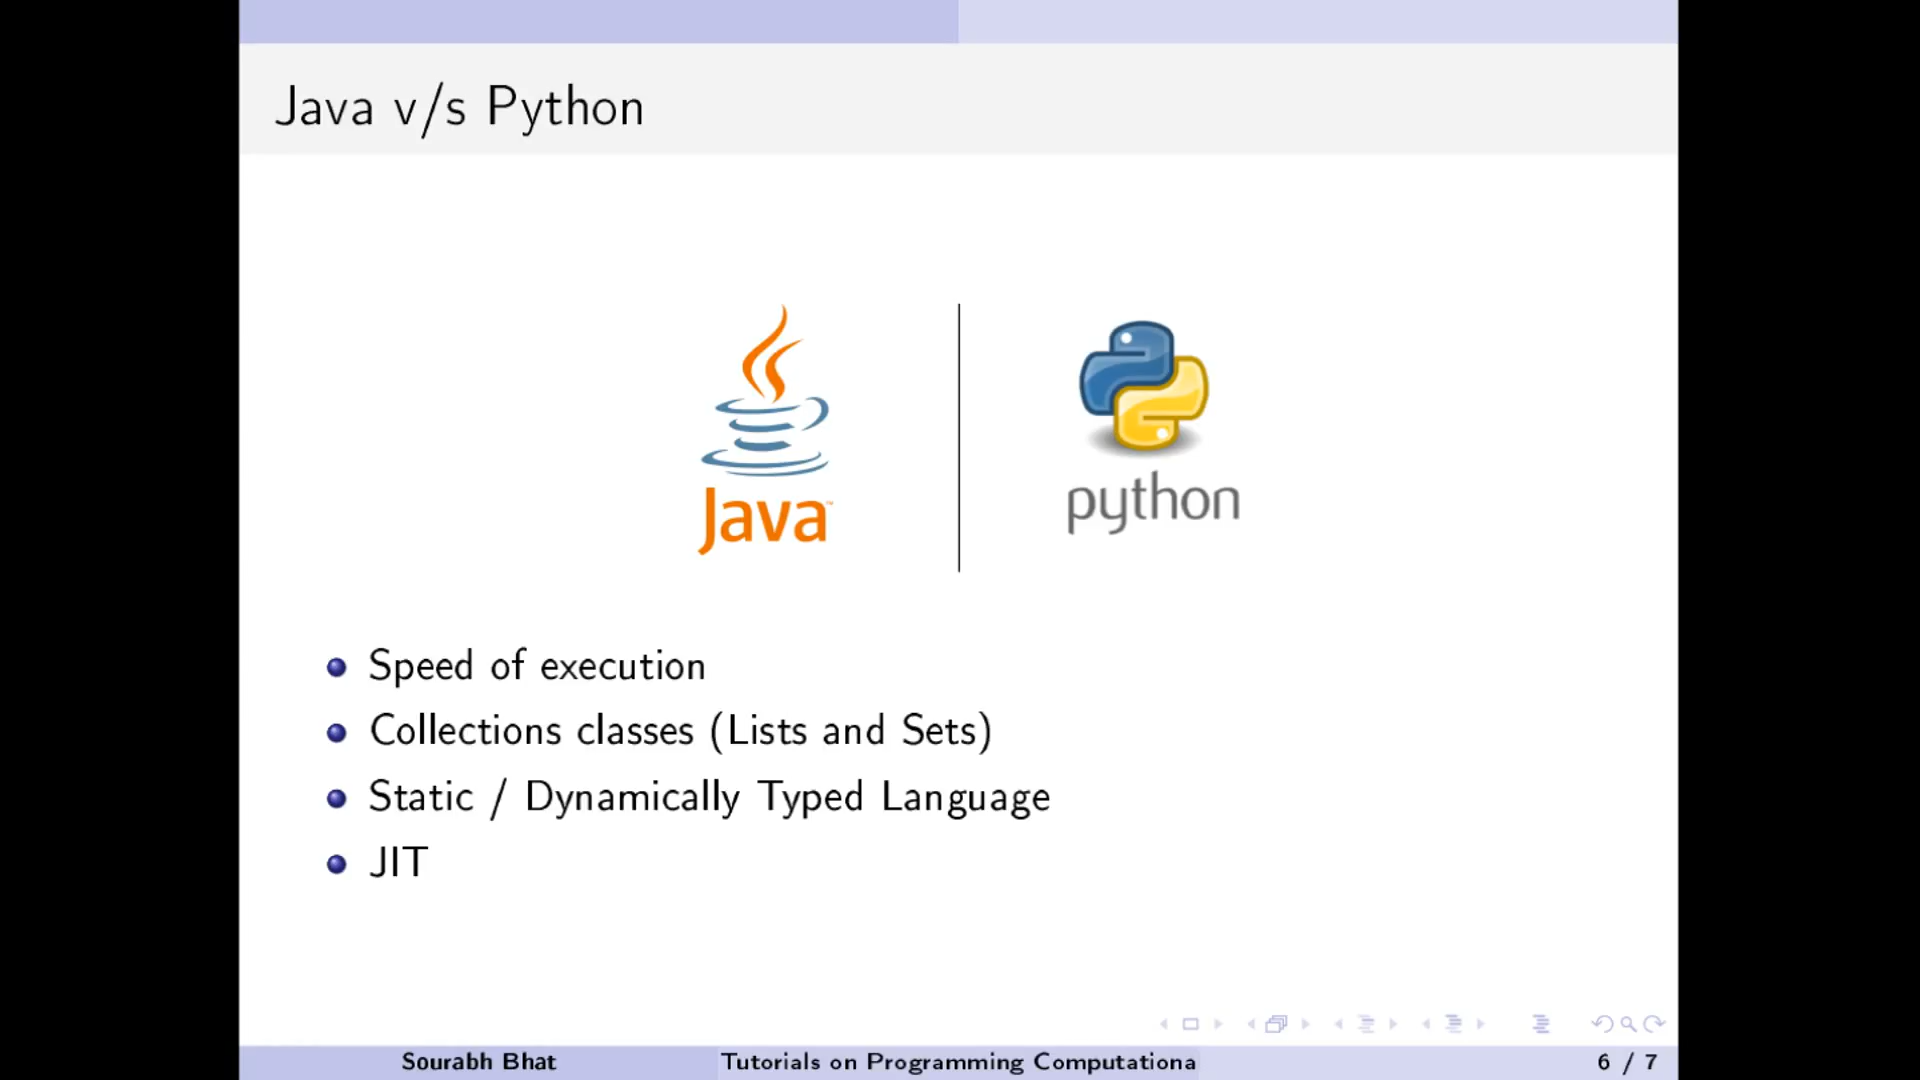 Java v/s Python
Java™
python
Speed of execution
Collections classes (Lists and Sets)
Static / Dynamically Typed Language
JIT
Sourabh Bhat
Tutorials on Programming Computationa
6 / 7